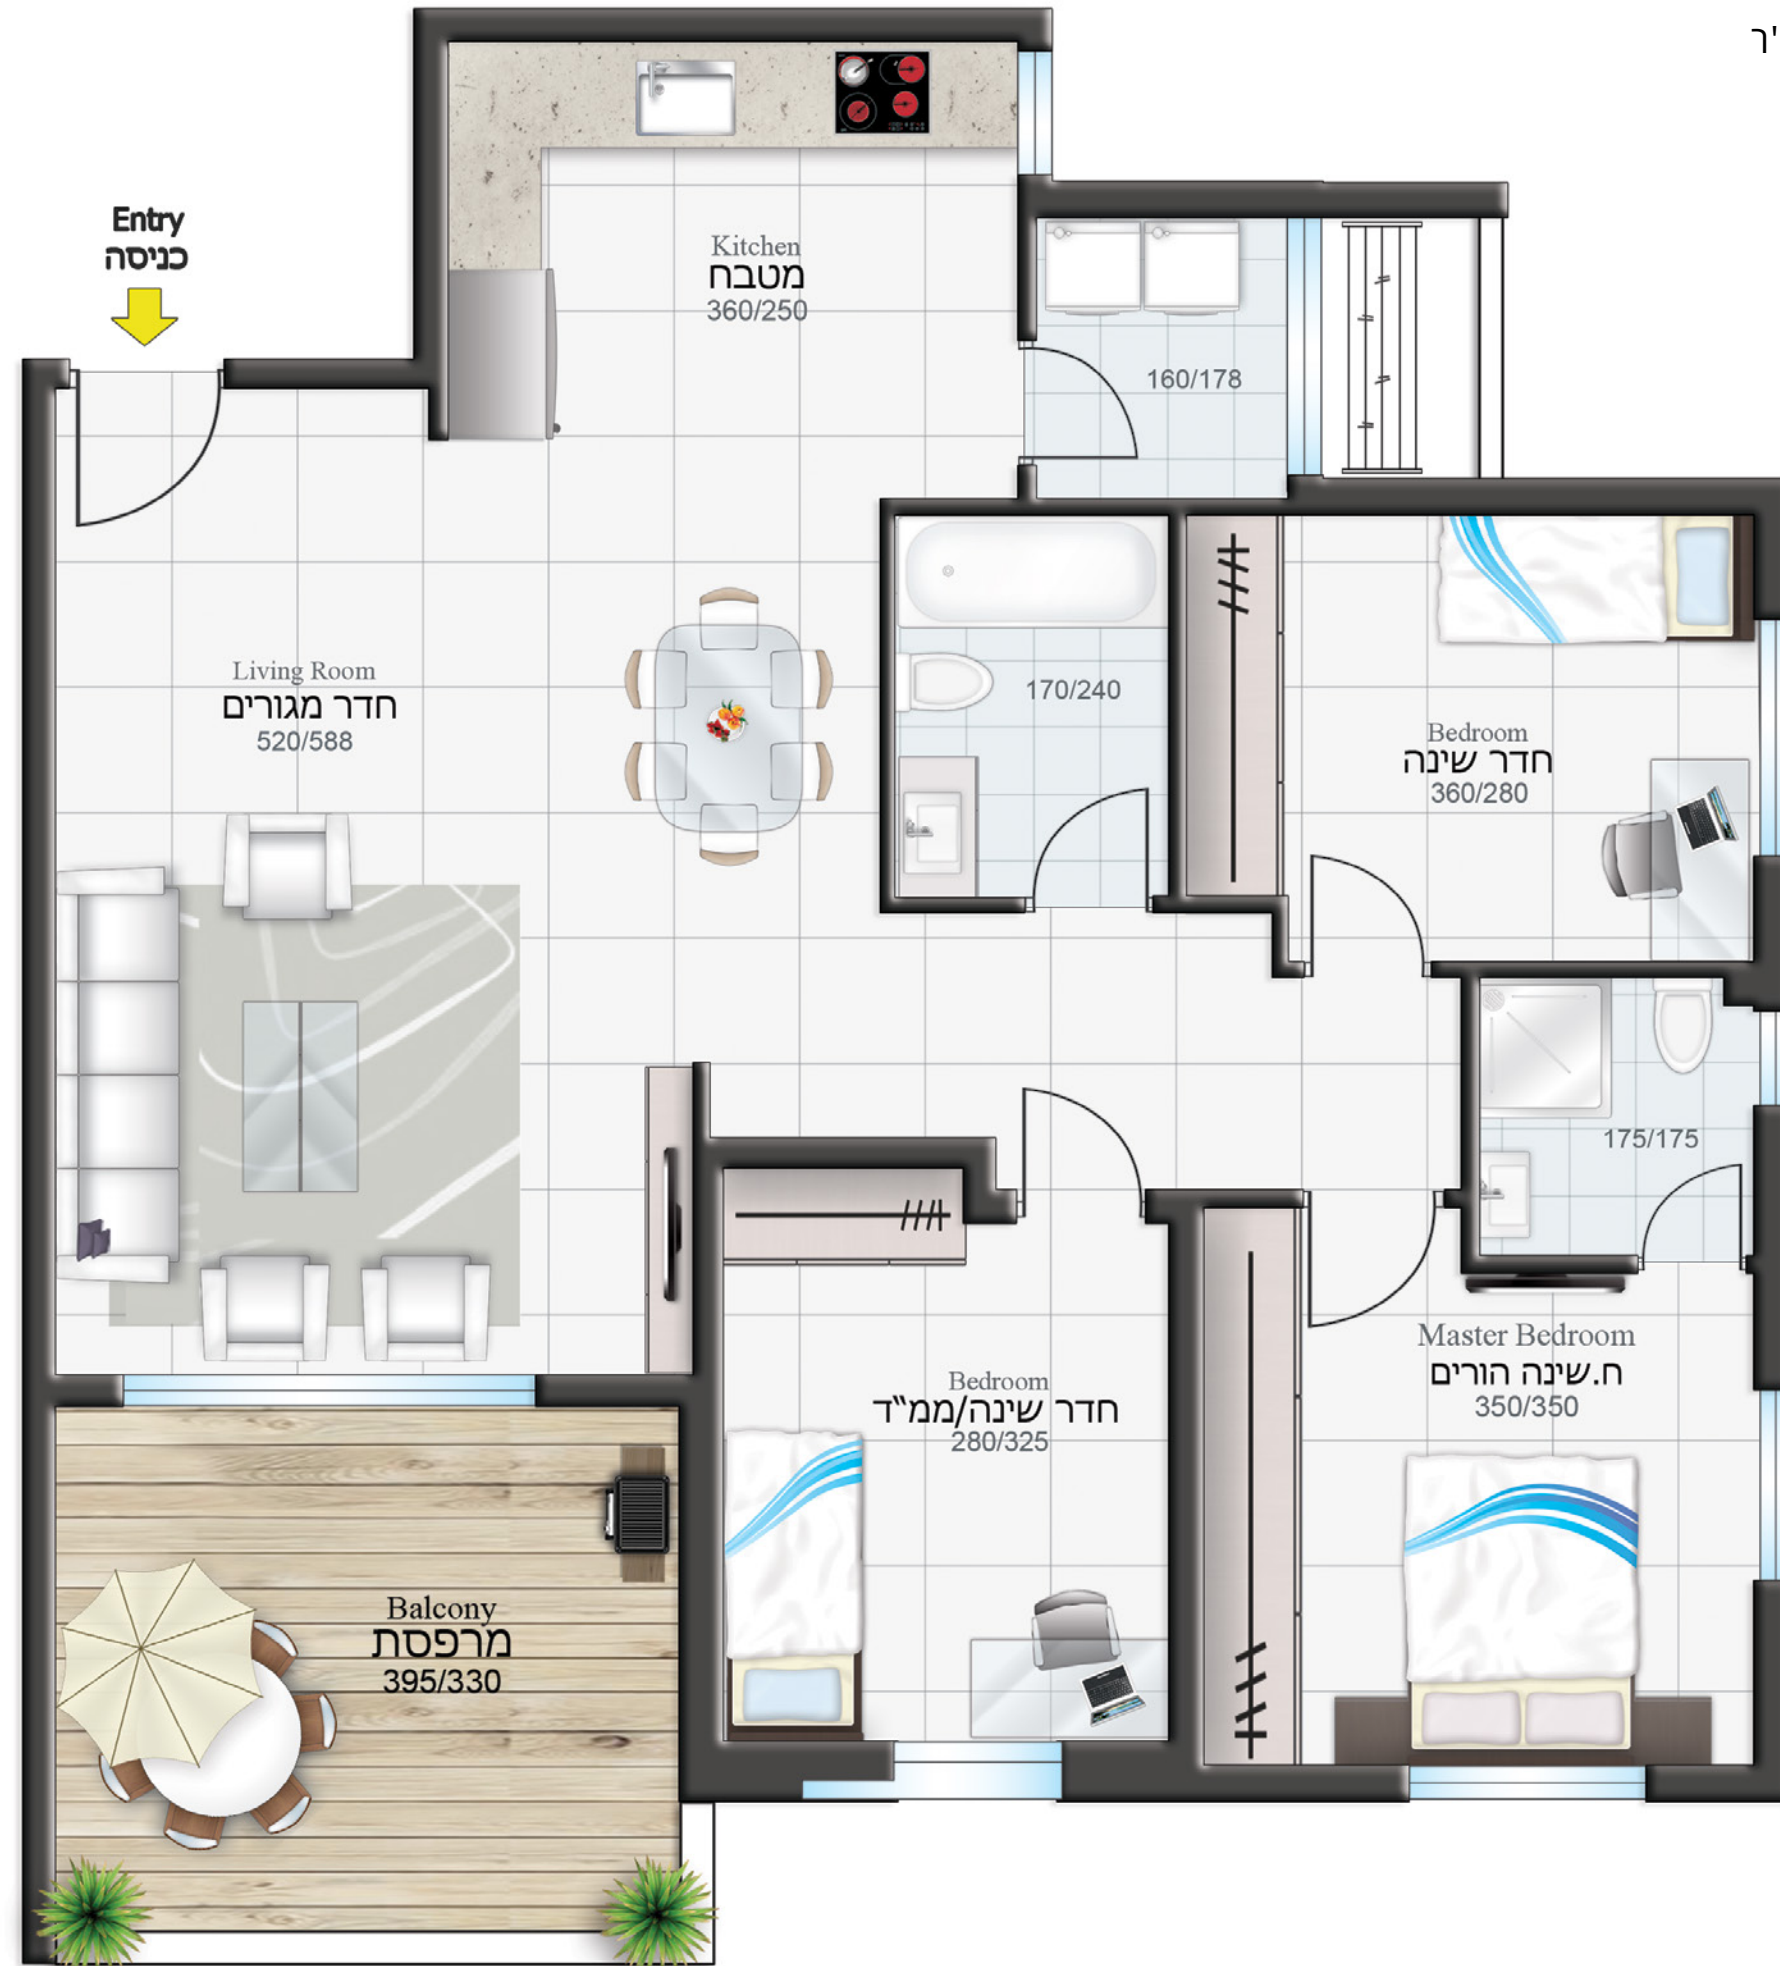 ר'
Entry
כניסה
Kitchen
מטבח
360/250
160/178
Living Room
חדר מגורים
520/588
170/240
Bedroom
חדר שינה
360/280
175/175
Master Bedroom
ח.שינה הורים
350/350
Bedroom
חדר שינה/ממ"ד
280/325
Balcony
מרפסת
395/330